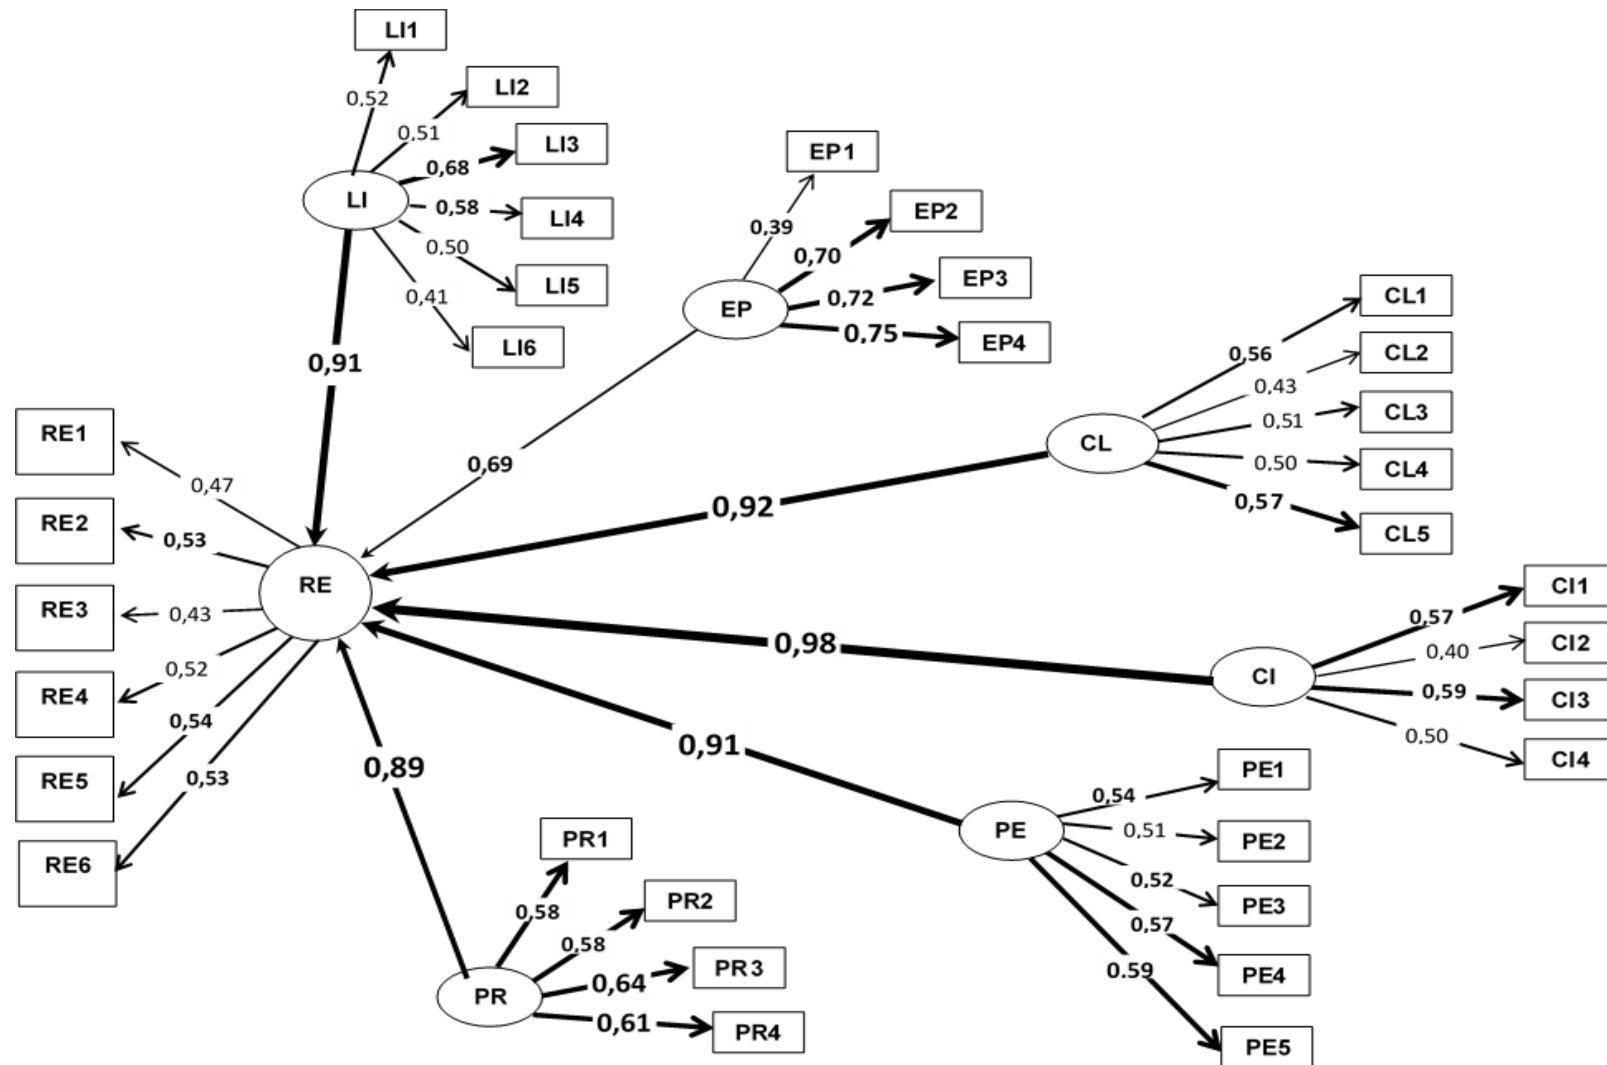 LI1
0,52
LI2
0,51
LI3
0,68
LI
0,58
LI4
0,50
LI5
0,41
LI6
0,91
EP1
0,39
EP2
0,70
EP3
0,72
EP
0,75
EP4
0,69
CL1
0,56
CL2
0,43
CL3
0,51
CL
0,50
CL4
0,57
CL5
0,92
RE1
0,47
RE2
0,53
RE
RE3
0,43
RE4
0,52
RE5
0,54
RE6
0,53
CI1
0,57
CI2
0,40
CI
0,59
CI3
0,50
CI4
0,98
0,91
PE1
0,54
PE
0,51
PE2
0,52
PE3
0,57
PE4
0.59
PE5
0,89
PR1
0,58
PR2
0,58
PR3
0,64
PR
0,61
PR4